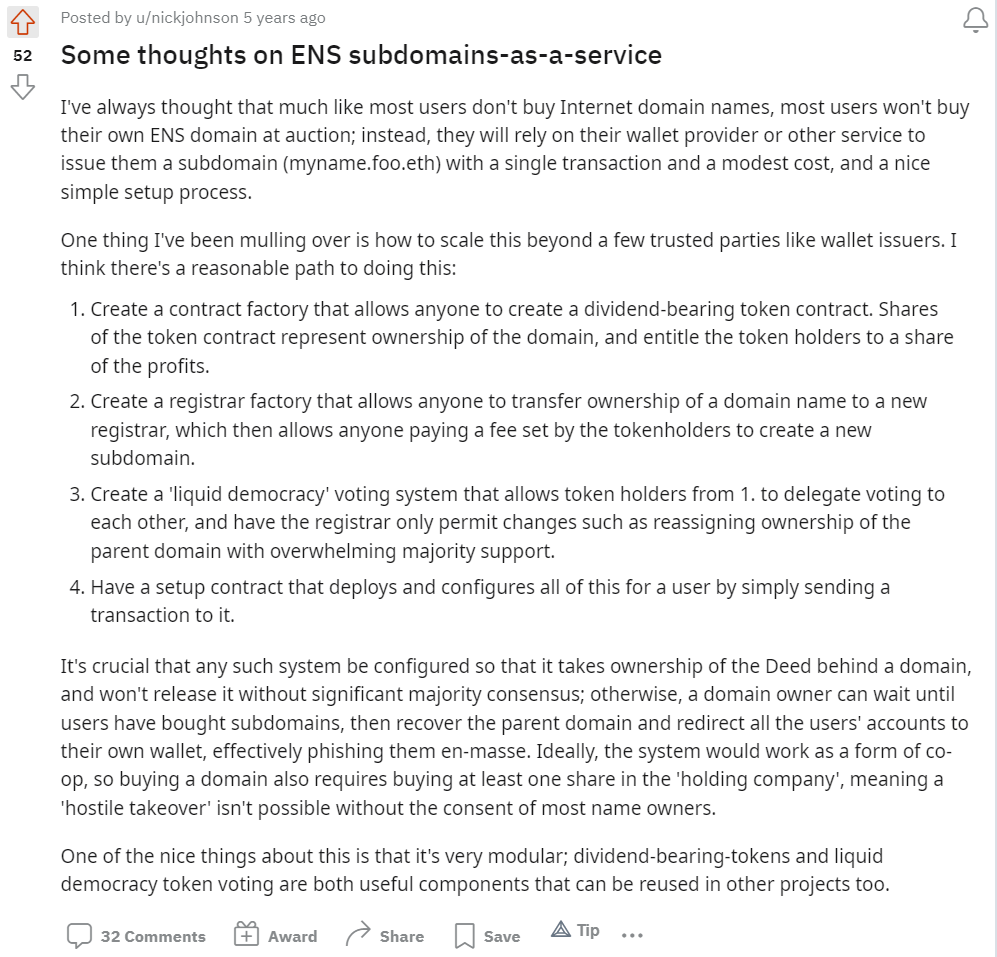 Posted by u/nickjohnson 5 years ago
52
Some thoughts on ENS subdomains-as-a-service
I've always thought that much like most users don't buy Internet domain names, most users won't buy
their own ENS domain at auction; instead, they will rely on their wallet provider or other service to
issue them a subdomain (myname.foo.eth) with a single transaction and a modest cost, and a nice
simple setup process.
One thing I've been mulling over is how to scale this beyond a few trusted parties like wallet issuers. I
think there's a reasonable path to doing this:
1. Create a contract factory that allows anyone to create a dividend-bearing token contract. Shares
of the token contract represent ownership of the domain, and entitle the token holders to a share
of the profits.
2. Create a registrar factory that allows anyone to transfer ownership of a domain name to a new
registrar, which then allows anyone paying a fee set by the tokenholders to create a new
subdomain.
3. Create a 'liquid democracy' voting system that allows token holders from 1. to delegate voting to
each other, and have the registrar only permit changes such as reassigning ownership of the
parent domain with overwhelming majority support.
4. Have a setup contract that deploys and configures all of this for a user by simply sending a
transaction to it.
It's crucial that any such system be configured so that it takes ownership of the Deed behind a domain,
and won't release it without significant majority consensus; otherwise, a domain owner can wait until
users have bought subdomains, then recover the parent domain and redirect all the users' accounts to
their own wallet, effectively phishing them en-masse. Ideally, the system would work as a form of co-
op, so buying a domain also requires buying at least one share in the 'holding company', meaning a
'hostile takeover' isn't possible without the consent of most name owners.
One of the nice things about this is that it's very modular; dividend-bearing-tokens and liquid
democracy token voting are both useful components that can be reused in other projects too.
32 Comments Award Share Save Tip ...